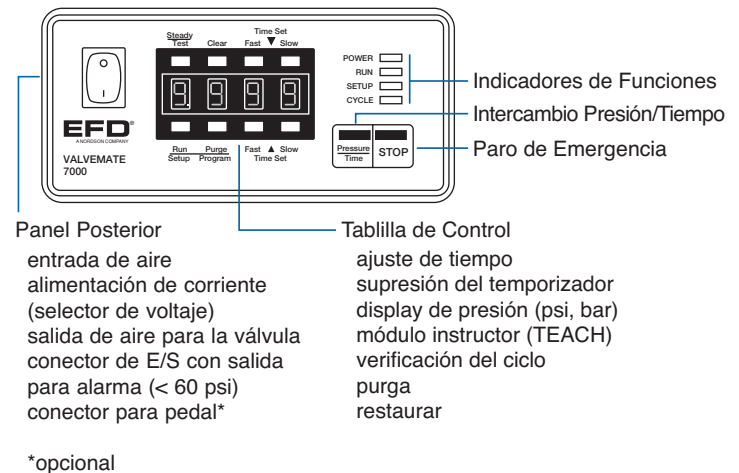 Steady
Test
Clear
Time Set
Fast ▼ Slow
9.999
Run
Setup
Purge
Program
Fast ▲ Slow
Time Set
EFD®
A NORDSON COMPANY
VALVEMATE
7000
POWER
RUN
SETUP
CYCLE
Pressure
Time
STOP
Indicadores de Funciones
Intercambio Presión/Tiempo
Paro de Emergencia
Panel Posterior
entrada de aire
alimentación de corriente
(selector de voltaje)
salida de aire para la válvula
conector de E/S con salida
para alarma (< 60 psi)
conector para pedal*
*opcional
Tablilla de Control
ajuste de tiempo
supresión del temporizador
display de presión (psi, bar)
módulo instructor (TEACH)
verificación del ciclo
purga
restaurar